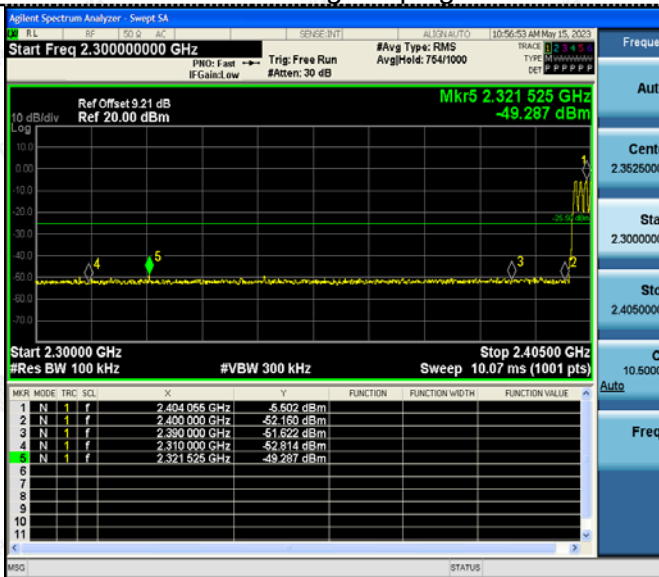 Agilent Spectrum Analyzer - Swept SA
RL RF 50 Ω AC SENSE:INT ALIGNAUTO 10:56:53 AM May 15, 2023
Start Freq 2.300000000 GHz
PNO: Fast
IFGain:Low
Trig: Free Run
#Atten: 30 dB
#Avg Type: RMS
Avg|Hold: 754/1000
TRACE 1 2 3 4 5 6
TYPE M
DET P P P P P P
Ref Offset 9.21 dB
10 dB/div Ref 20.00 dBm
Log
Mkr5 2.321 525 GHz
-49.287 dBm
10.0
0.00
-10.0
-20.0
-30.0
-40.0
-50.0
-60.0
-70.0
1
2
3
4
5
Start 2.30000 GHz Stop 2.40500 GHz
#Res BW 100 kHz #VBW 300 kHz Sweep 10.07 ms (1001 pts)
MKR MODE TRC SCL X Y FUNCTION FUNCTION WIDTH FUNCTION VALUE
1 N 1 f 2.404 055 GHz -5.502 dBm
2 N 1 f 2.400 000 GHz -52.160 dBm
3 N 1 f 2.390 000 GHz -51.622 dBm
4 N 1 f 2.310 000 GHz -52.814 dBm
5 N 1 f 2.321 525 GHz -49.287 dBm
6
7
8
9
10
11
MSG STATUS
Freque
Aut
Cent
2.3525000
Sta
2.3000000
Sto
2.4050000
C
10.5000
Auto
Freq